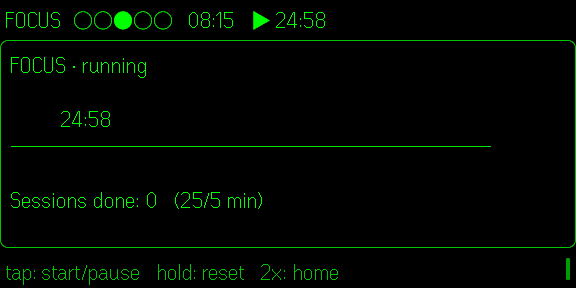 FOCUS ○○●○○ 08:15 ▶ 24:58
FOCUS · running
24:58
Sessions done: 0 (25/5 min)
tap: start/pause hold: reset 2x: home